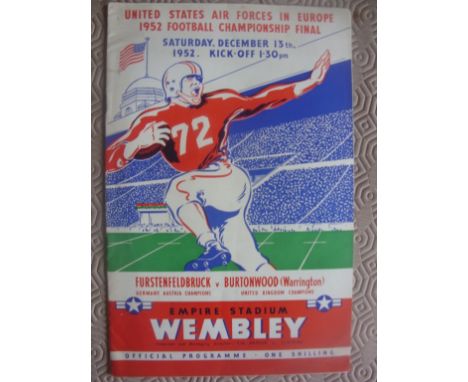 UNITED STATES AIR FORCES IN EUROPE
1952 FOOTBALL CHAMPIONSHIP FINAL
SATURDAY, DECEMBER 13th,
1952. KICK-OFF 1·30pm
72
FURSTENFELDBRUCK v BURTONWOOD (Warrington)
GERMANY AUSTRIA CHAMPIONS UNITED KINGDOM CHAMPIONS
EMPIRE STADIUM
WEMBLEY
OFFICIAL PROGRAMME · ONE SHILLING